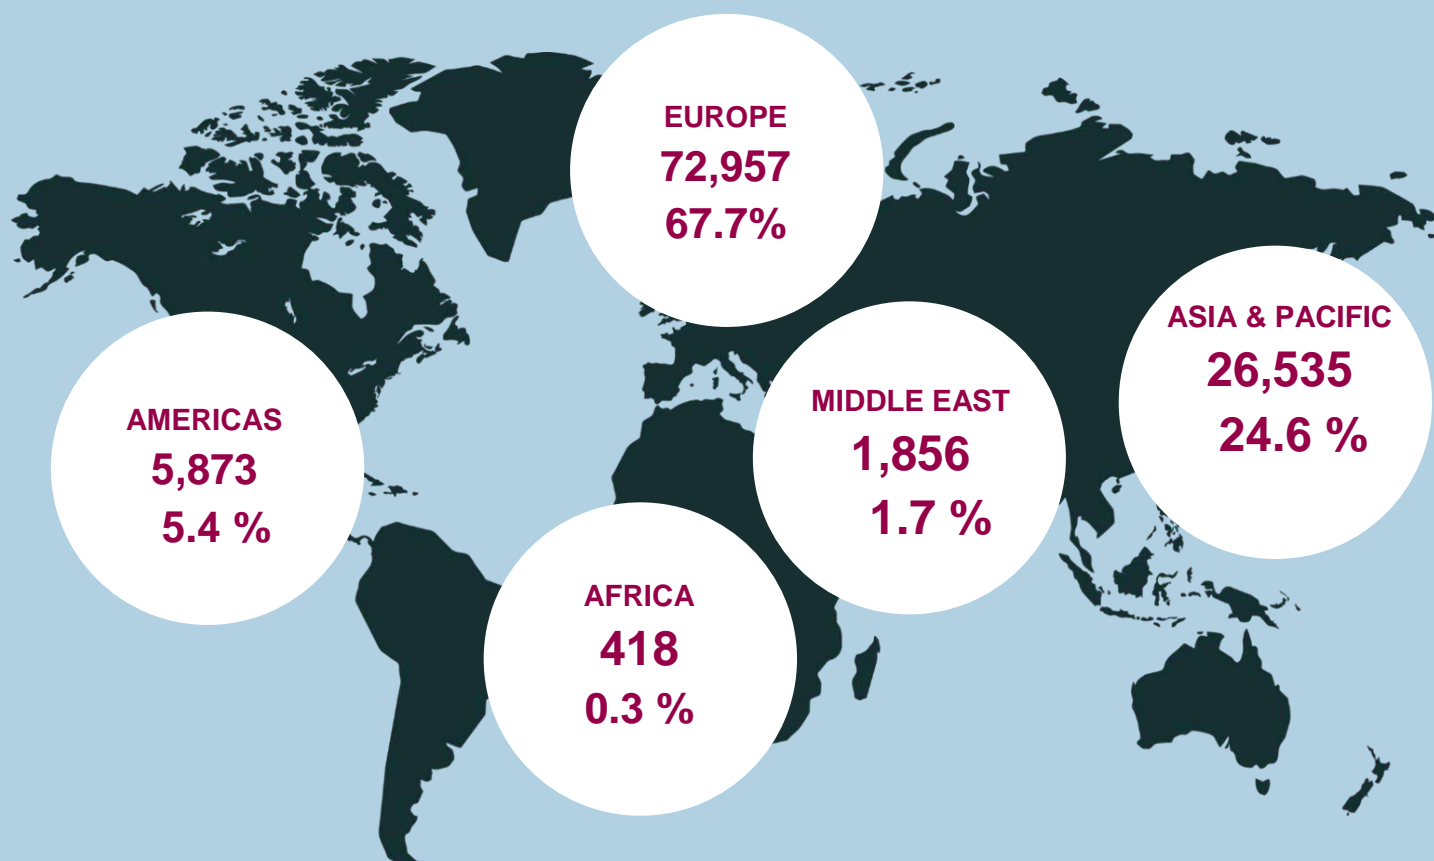 EUROPE
72,957
67.7%
ASIA & PACIFIC
26,535
24.6 %
MIDDLE EAST
1,856
1.7 %
AMERICAS
5,873
5.4 %
AFRICA
418
0.3 %